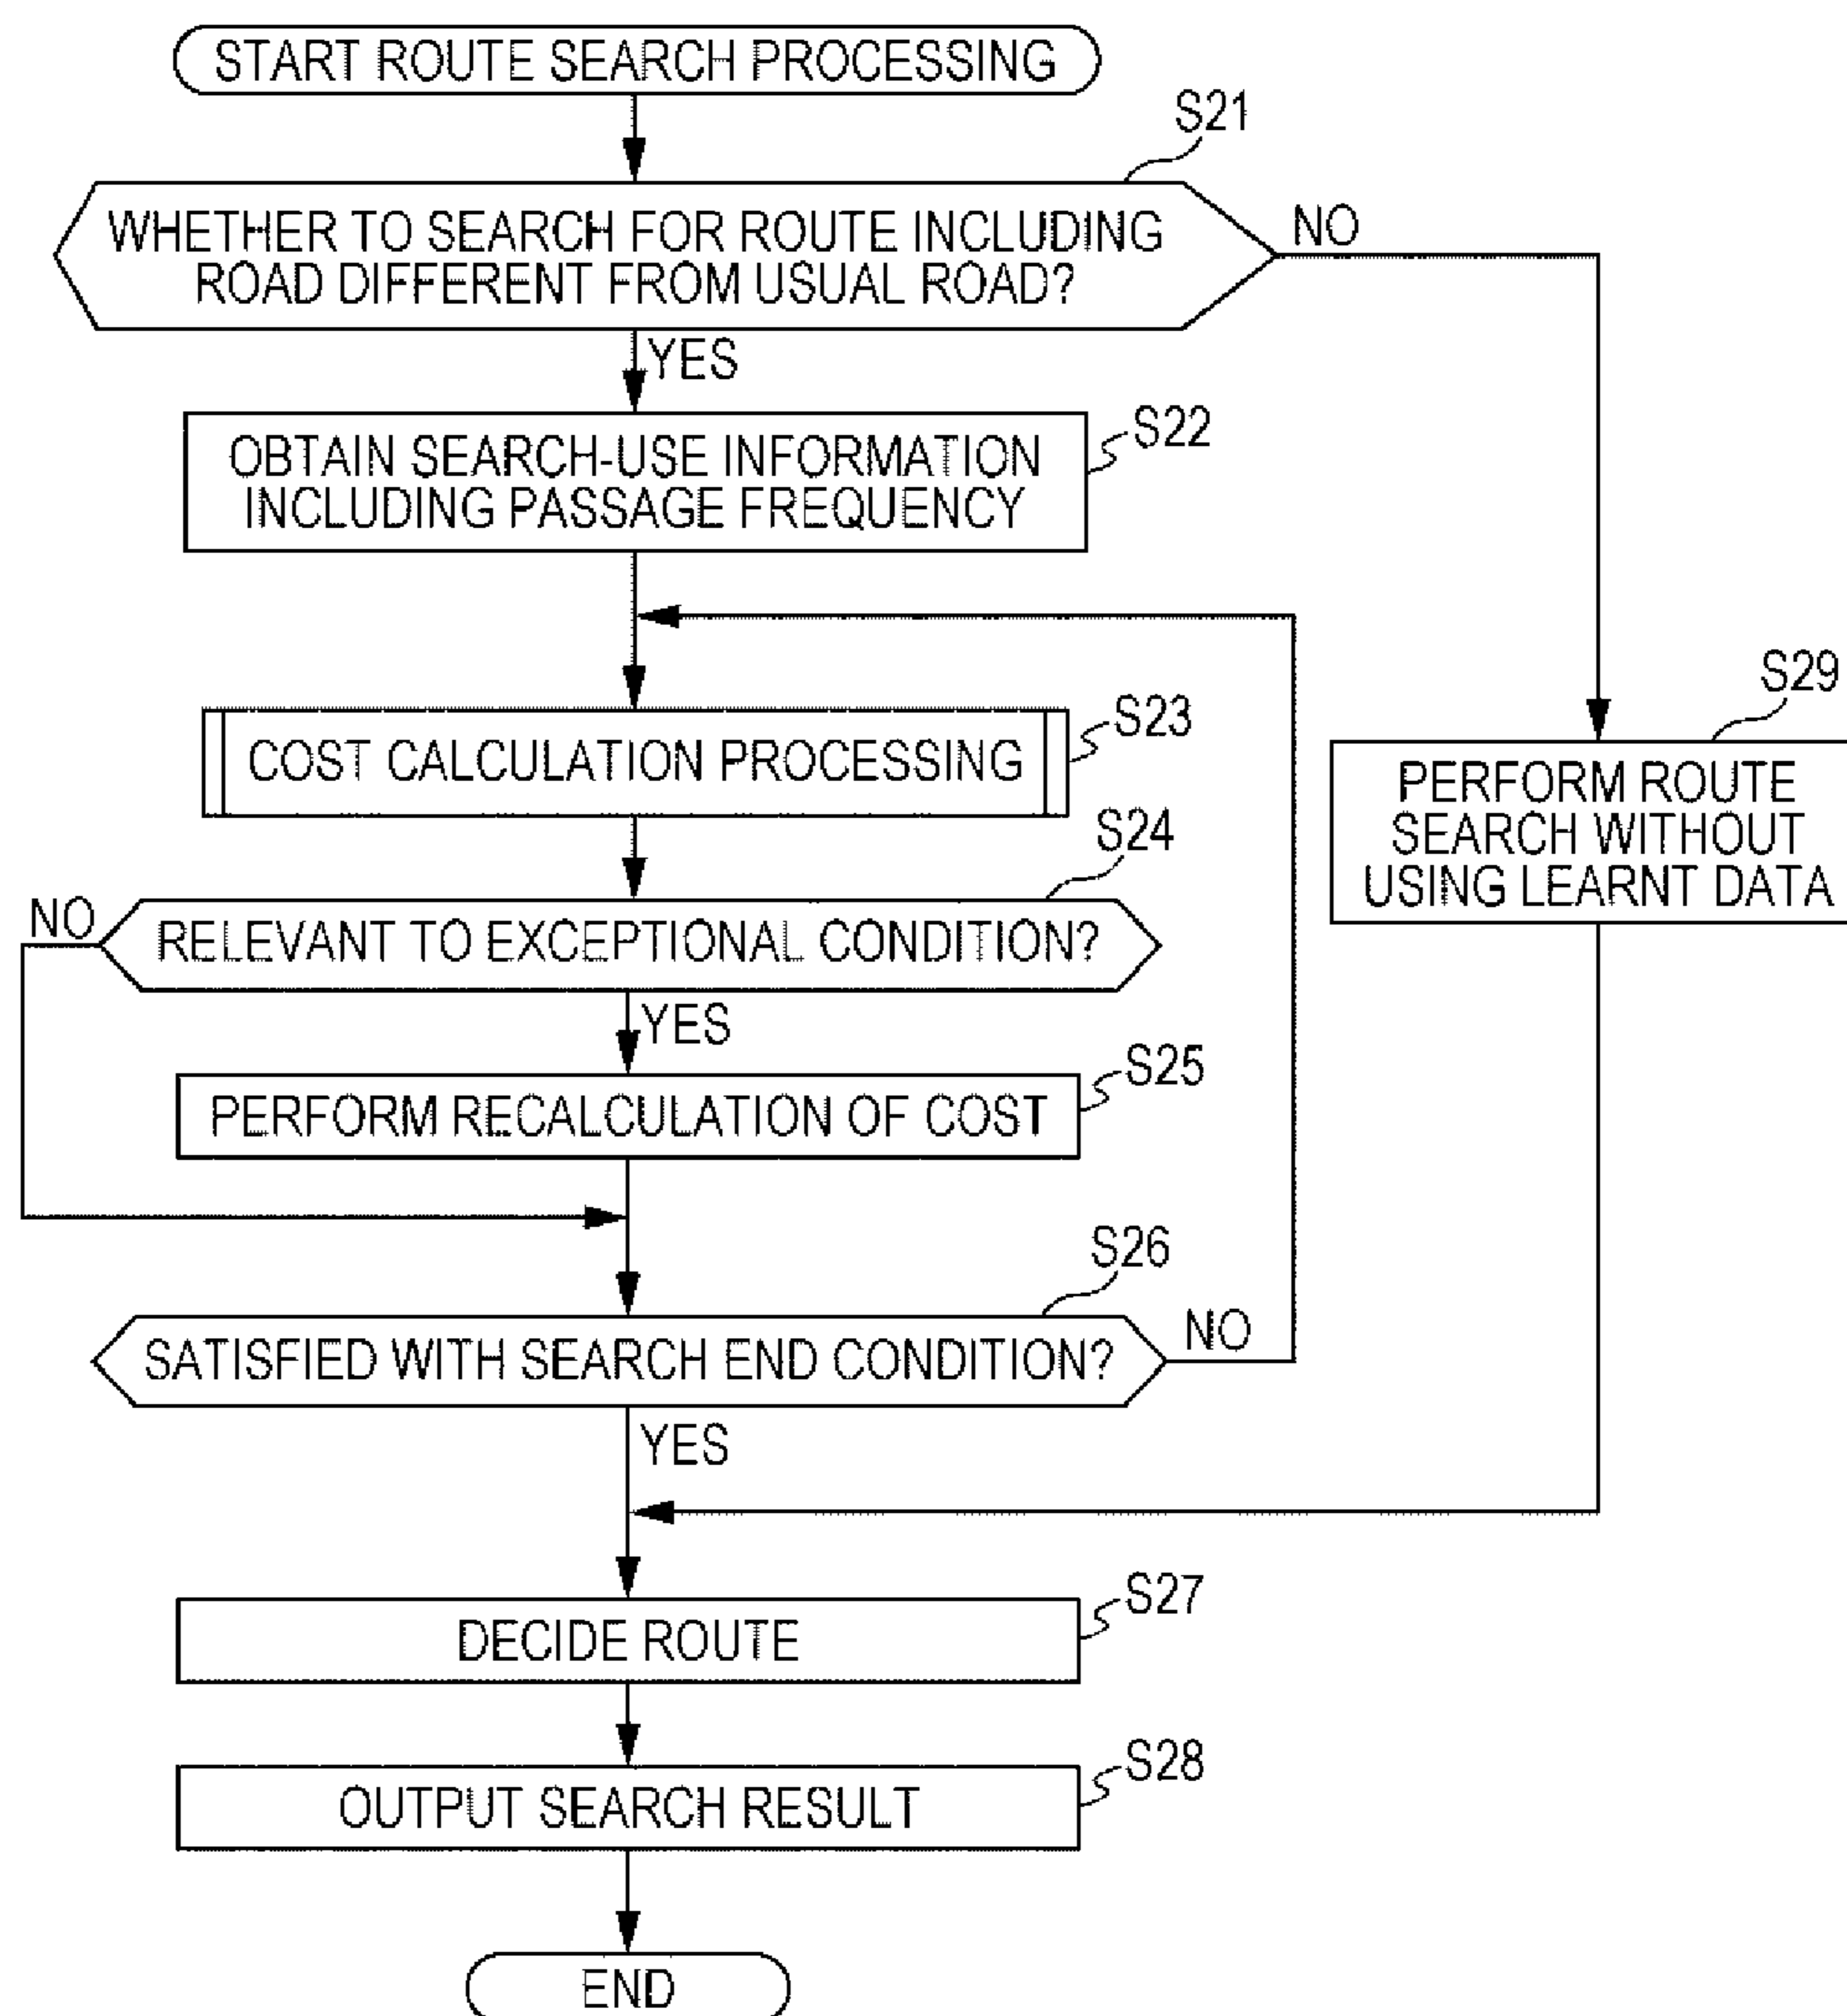 START ROUTE SEARCH PROCESSING
S21
WHETHER TO SEARCH FOR ROUTE INCLUDING
ROAD DIFFERENT FROM USUAL ROAD?
NO
YES
S22
OBTAIN SEARCH-USE INFORMATION
INCLUDING PASSAGE FREQUENCY
S23
COST CALCULATION PROCESSING
S29
PERFORM ROUTE
SEARCH WITHOUT
USING LEARNT DATA
S24
NO
RELEVANT TO EXCEPTIONAL CONDITION?
YES
S25
PERFORM RECALCULATION OF COST
S26
SATISFIED WITH SEARCH END CONDITION?
NO
YES
S27
DECIDE ROUTE
S28
OUTPUT SEARCH RESULT
END